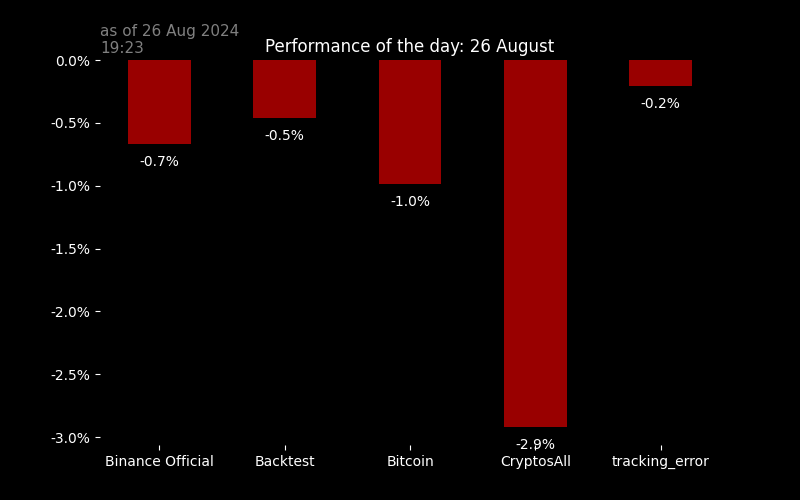 as of 26 Aug 2024
19:23
Performance of the day: 26 August
0.0%
-0.5%
-1.0%
-1.5%
-2.0%
-2.5%
-3.0%
-0.7%
-0.5%
-1.0%
-2.9%
-0.2%
Binance Official
Backtest
Bitcoin
CryptosAll
tracking_error